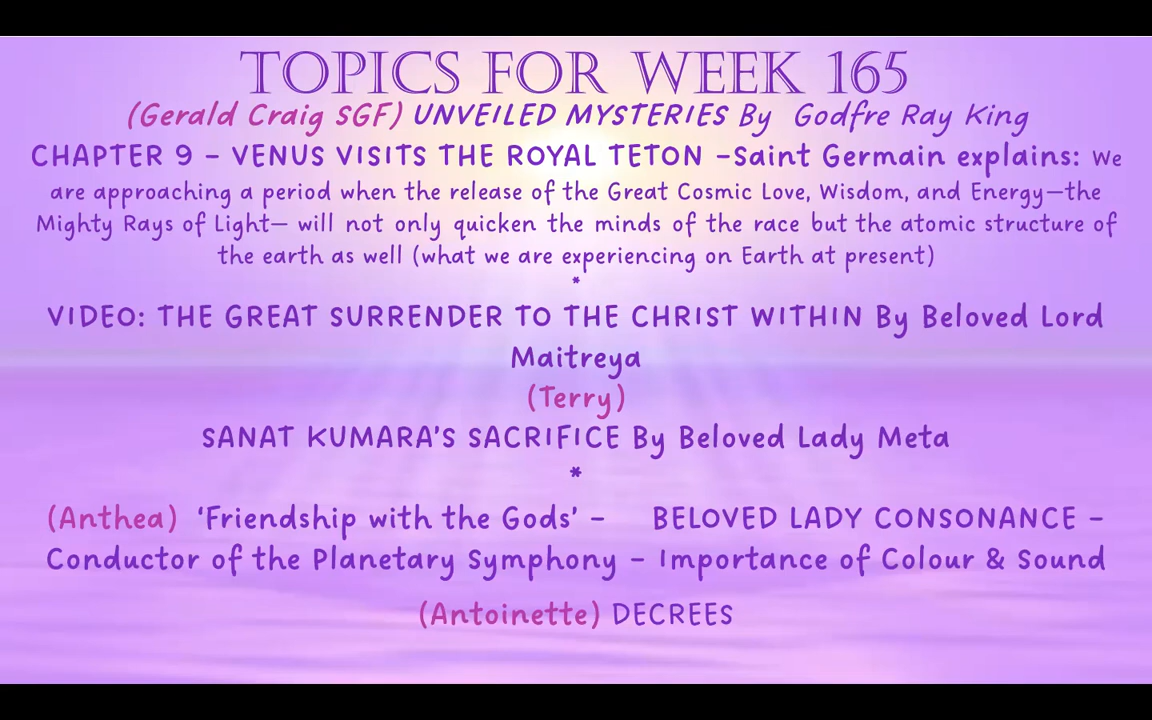 TOPICS FOR WEEK 165
(Gerald Craig SGF) UNVEILED MYSTERIES By Godfre Ray King
CHAPTER 9 – VENUS VISITS THE ROYAL TETON –Saint Germain explains: We
are approaching a period when the release of the Great Cosmic Love, Wisdom, and Energy—the
Mighty Rays of Light— will not only quicken the minds of the race but the atomic structure of
the earth as well (what we are experiencing on Earth at present)
*
VIDEO: THE GREAT SURRENDER TO THE CHRIST WITHIN By Beloved Lord
Maitreya
(Terry)
SANAT KUMARA'S SACRIFICE By Beloved Lady Meta
*
(Anthea) ‘Friendship with the Gods’ – BELOVED LADY CONSONANCE –
Conductor of the Planetary Symphony – Importance of Colour & Sound
(Antoinette) DECREES